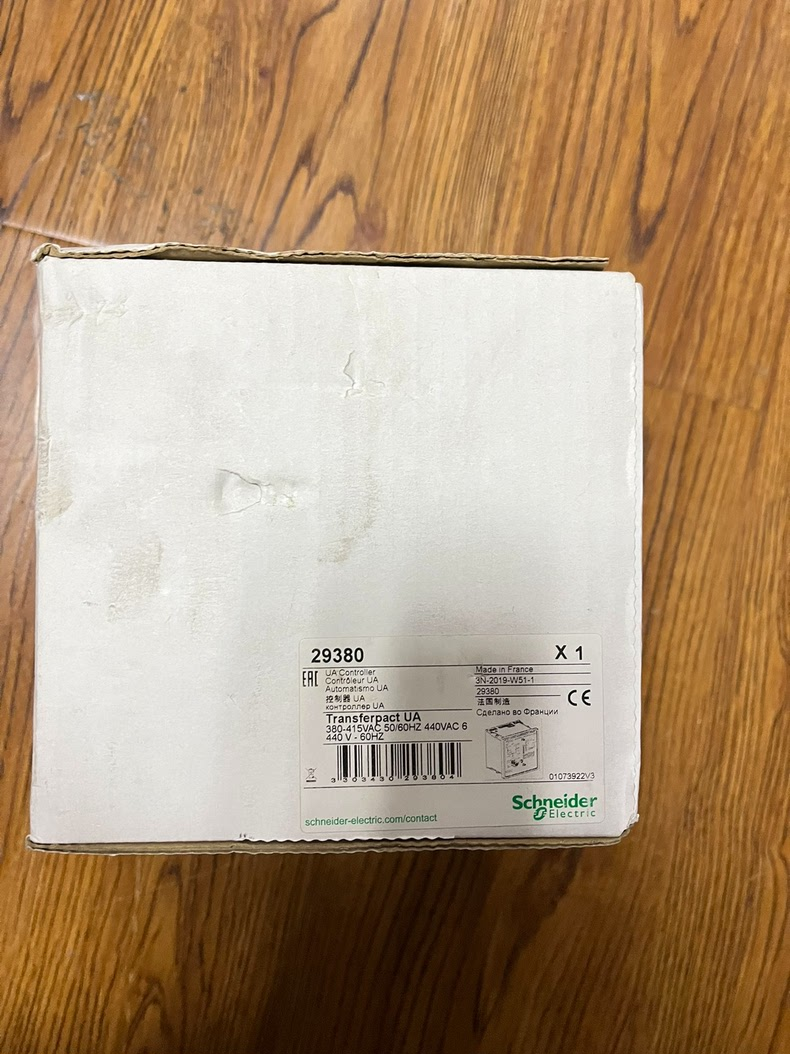 29380
X 1
EAC
UA Controller
Contrôleur UA
Automatismo UA
控制器 UA
контроллер UA
Made in France
3N-2019-W51-1
29380
法国制造
Сделано во Франции
CE
Transferpact UA
380-415VAC 50/60HZ 440VAC 6
440 V - 60HZ
3 303430 293804
01073922V3
schneider-electric.com/contact
Schneider
Electric